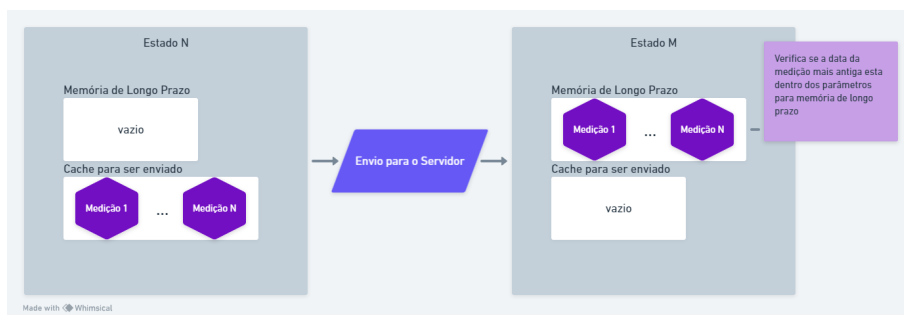 Estado N
Memória de Longo Prazo
vazio
Cache para ser enviado
Medição 1
...
Medição N
Envio para o Servidor
Estado M
Memória de Longo Prazo
Medição 1
...
Medição N
Cache para ser enviado
vazio
Verifica se a data da
medição mais antiga esta
dentro dos parâmetros
para memória de longo
prazo
Made with Whimsical